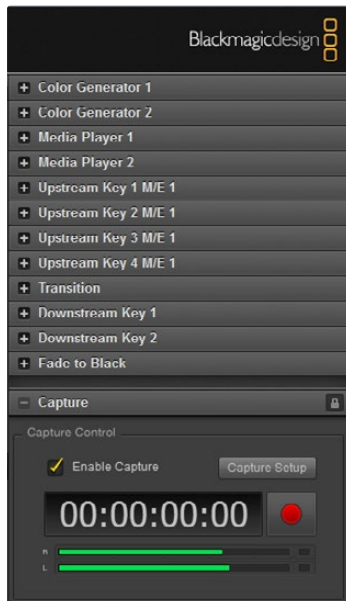 Blackmagicdesign
Color Generator 1
Color Generator 2
Media Player 1
Media Player 2
Upstream Key 1 M/E 1
Upstream Key 2 M/E 1
Upstream Key 3 M/E 1
Upstream Key 4 M/E 1
Transition
Downstream Key 1
Downstream Key 2
Fade to Black
Capture
Capture Control
Enable Capture Capture Setup
00:00:00:00
R
L